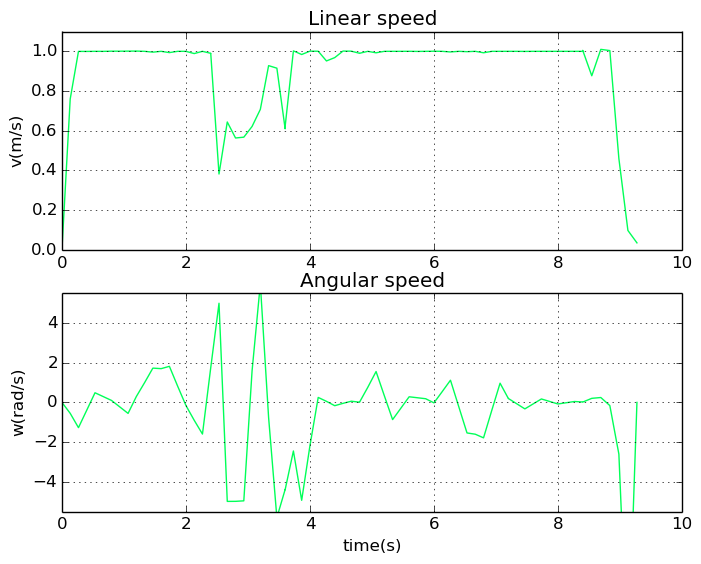 Linear speed
v(m/s)
1.0
0.8
0.6
0.4
0.2
0.0
0 2 4 6 8 10
Angular speed
w(rad/s)
4
2
0
−2
−4
0 2 4 6 8 10
time(s)